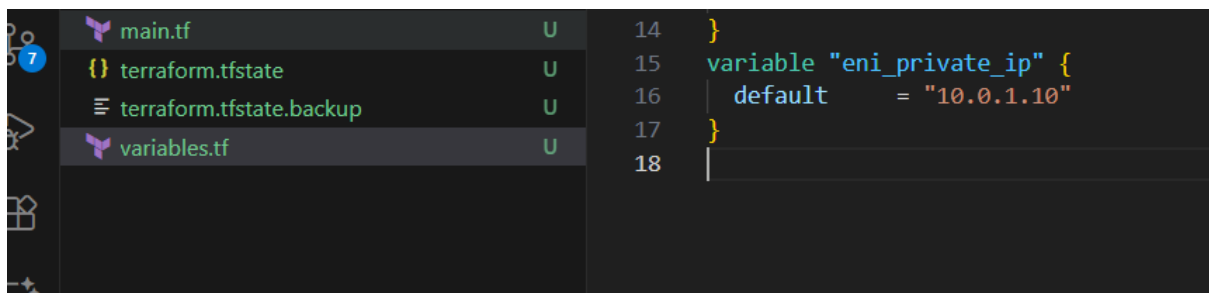 7
main.tf U
{} terraform.tfstate U
terraform.tfstate.backup U
variables.tf U
14 }
15 variable "eni_private_ip" {
16 default = "10.0.1.10"
17 }
18